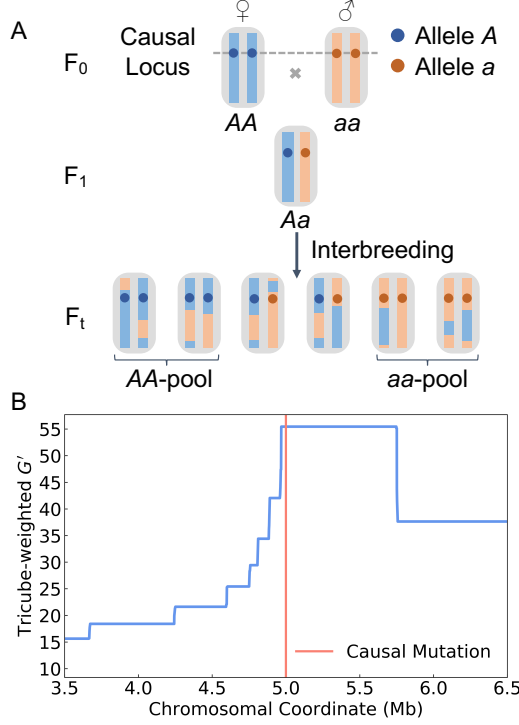 A
♀ ♂
F₀ Causal Locus
Allele A
Allele a
×
AA aa
F₁
Aa
Interbreeding
Fₜ
AA-pool aa-pool
B
Tricube-weighted G′
55
50
45
40
35
30
25
20
15
10
Causal Mutation
3.5 4.0 4.5 5.0 5.5 6.0 6.5
Chromosomal Coordinate (Mb)